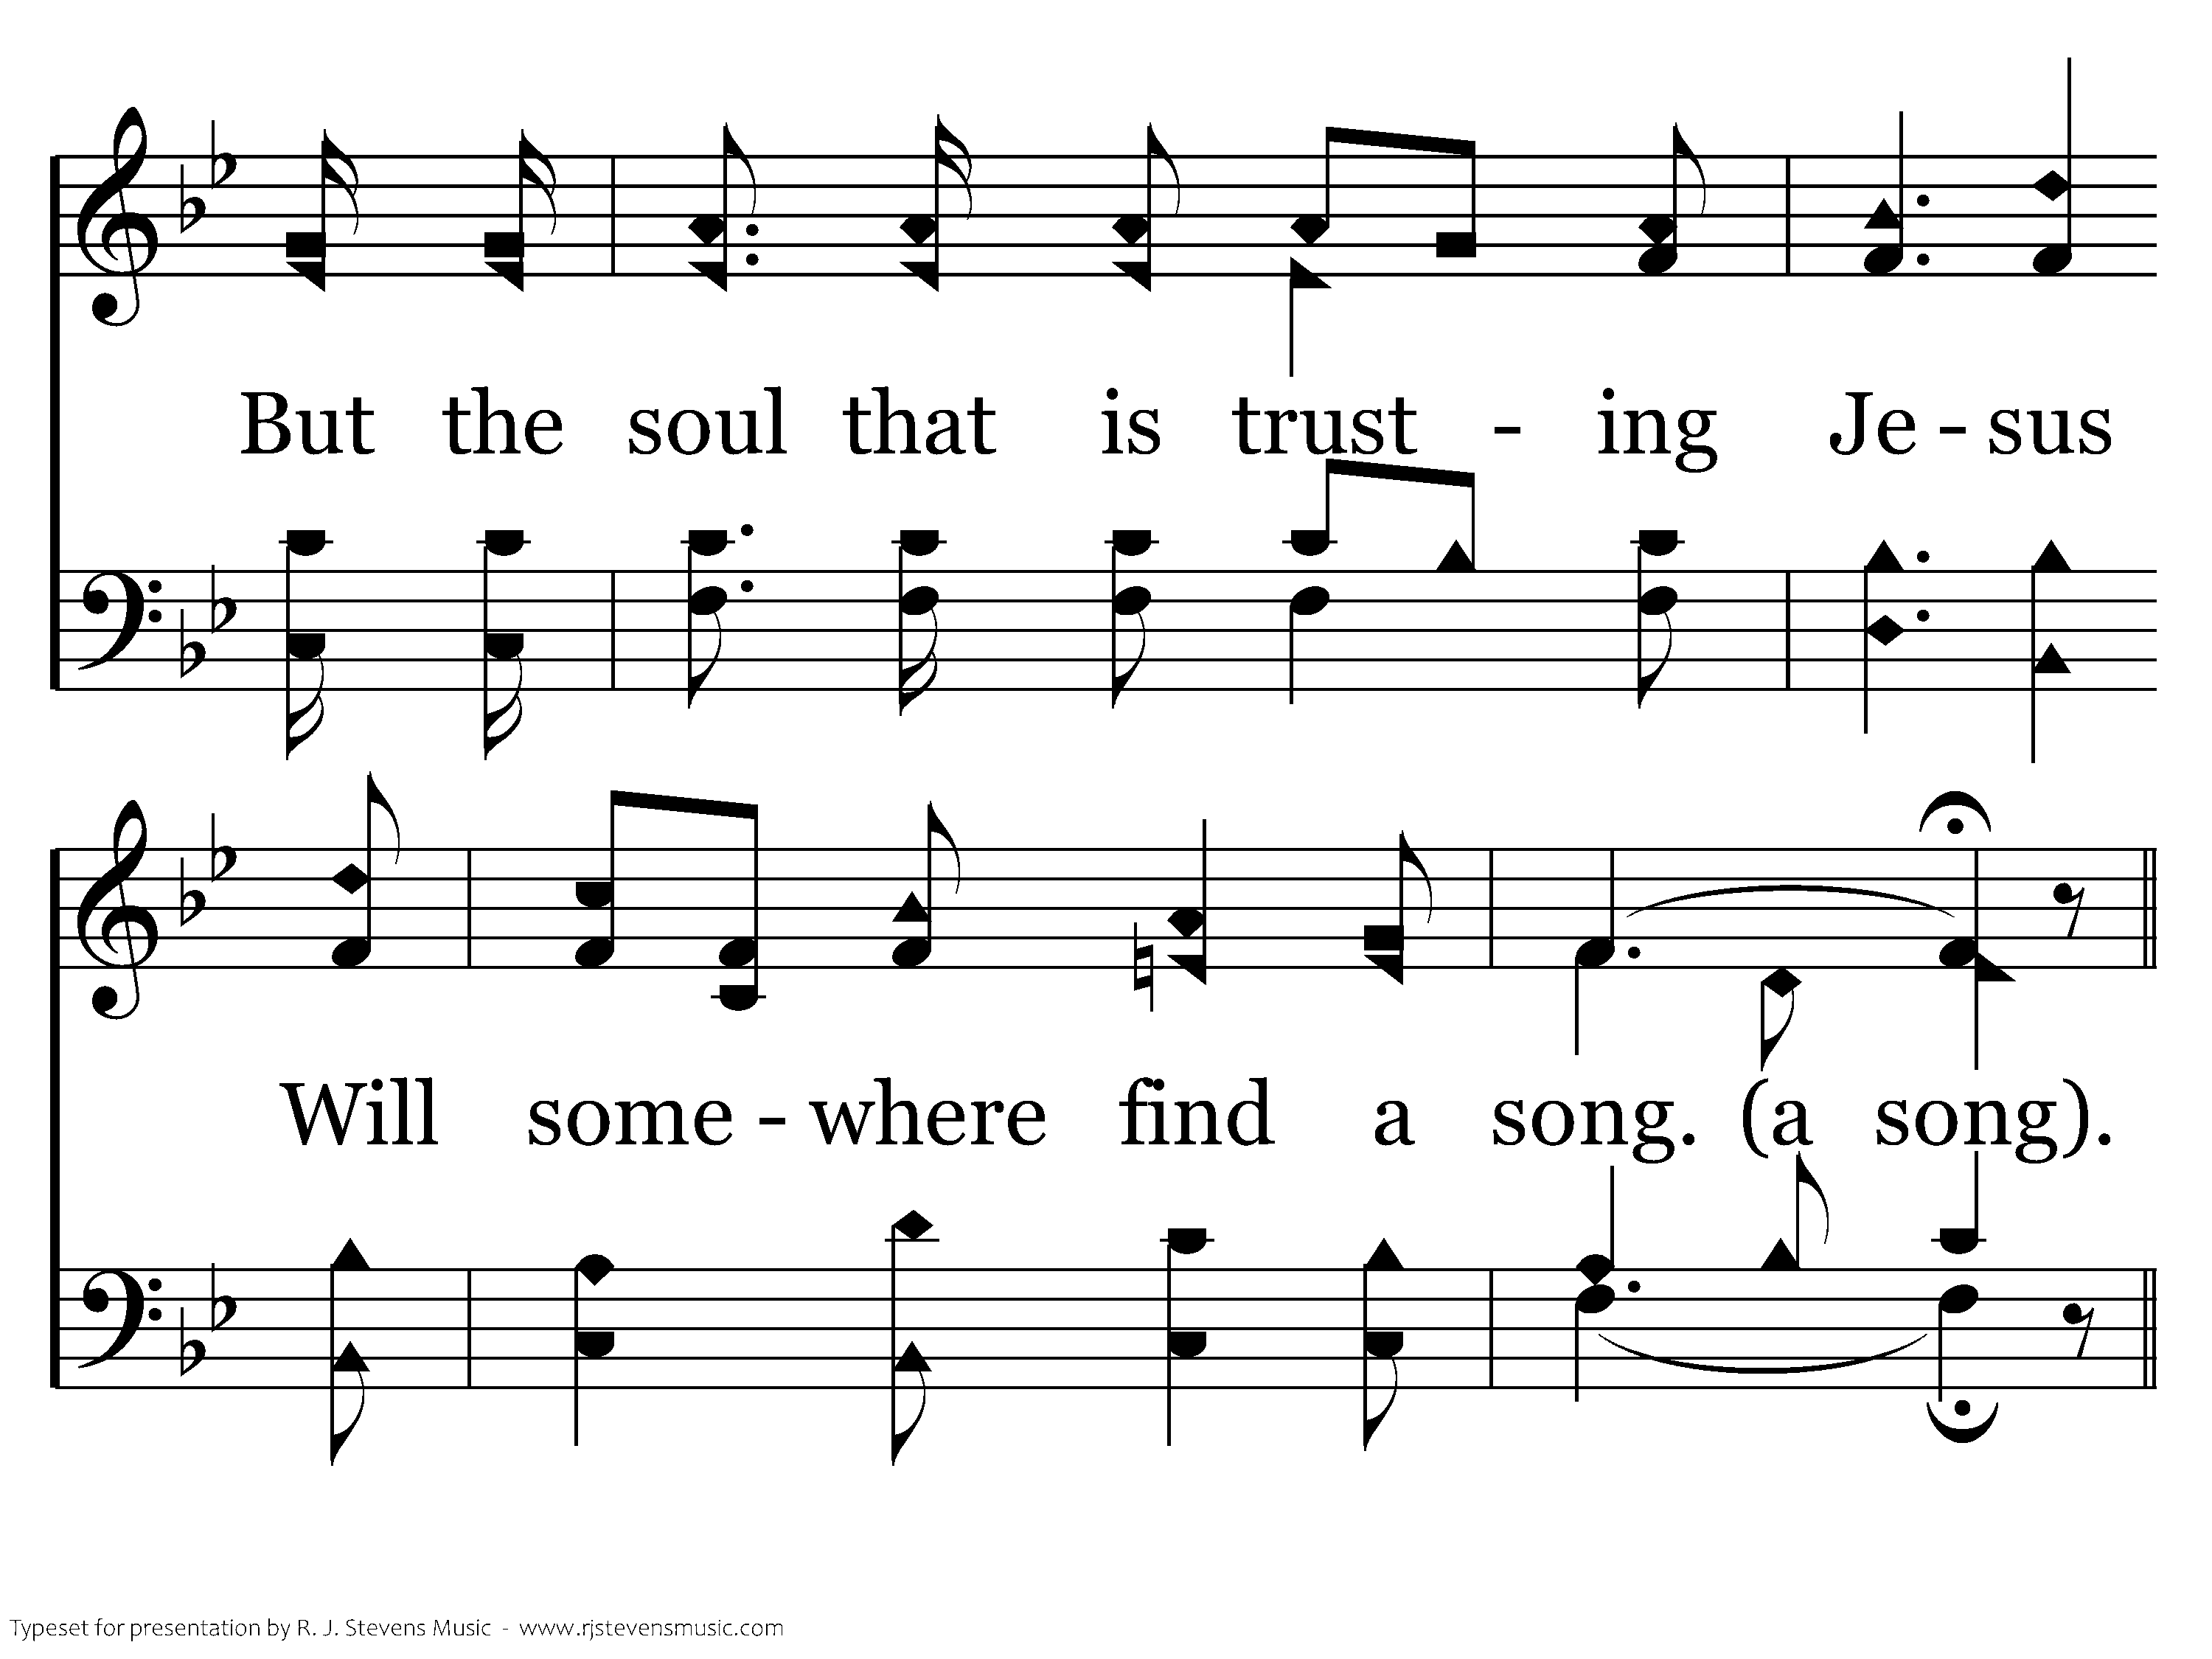 But the soul that is trust - ing Je - sus
Will some - where find a song. (a song).
Typeset for presentation by R. J. Stevens Music - www.rjstevensmusic.com